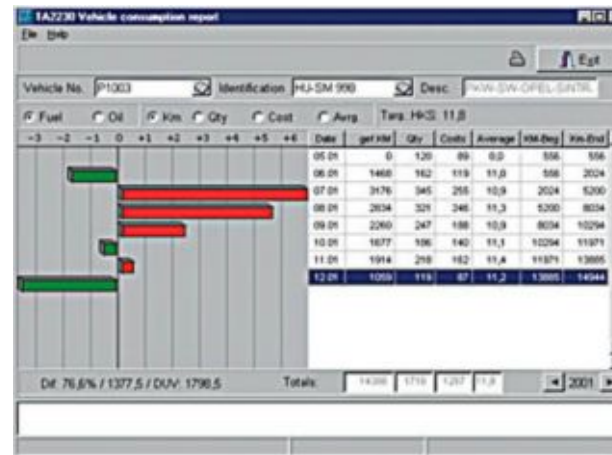 1A2230 Vehicle consumption report
File Help
Exit
Vehicle No. P1003 Identification HU-SM 998 Desc. PKW-SW-OPEL-SINTRA
Fuel Oil Km Qty Cost Avrg Targ. HKS: 11,8
-3 -2 -1 0 +1 +2 +3 +4 +5 +6 Date get KM Qty Costs Average KM-Beg Km-End
05.01 0 120 89 0,0 556 556
06.01 1468 162 119 11,0 556 2024
07.01 3176 345 255 10,9 2024 5200
08.01 2834 321 246 11,3 5200 8034
09.01 2260 247 188 10,9 8034 10294
10.01 1677 186 140 11,1 10294 11971
11.01 1914 218 162 11,4 11971 13885
12.01 1059 119 87 11,2 13885 14944
Dif: 76,6% / 1377,5 / DUV: 1798,5 Totals: 2001